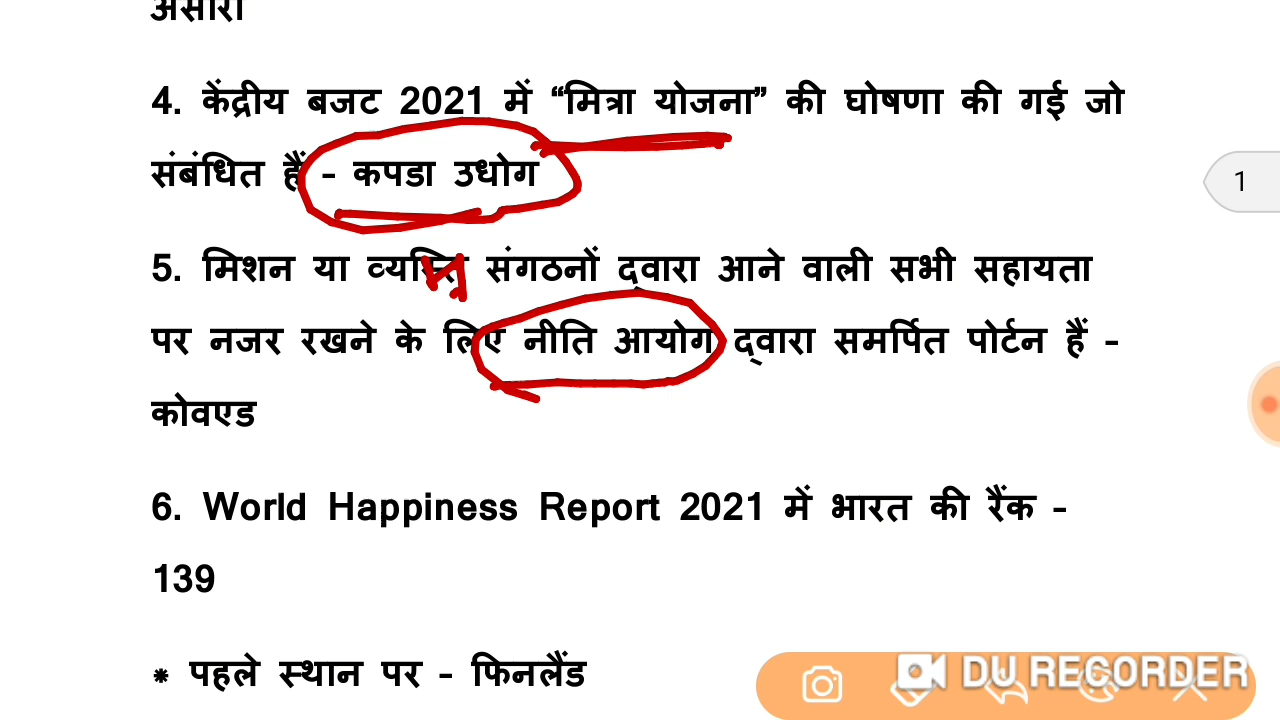 असारी
4. केंद्रीय बजट 2021 में “मित्रा योजना” की घोषणा की गई जो
संबंधित हैं - कपडा उधोग
5. मिशन या संगठनों द्वारा आने वाली सभी सहायता
पर नजर रखने के लिए नीति आयोग द्वारा समर्पित पोर्टन हैं -
कोवएड
6. World Happiness Report 2021 में भारत की रैंक -
139
* पहले स्थान पर - फिनलैंड
1
DU RECORDER